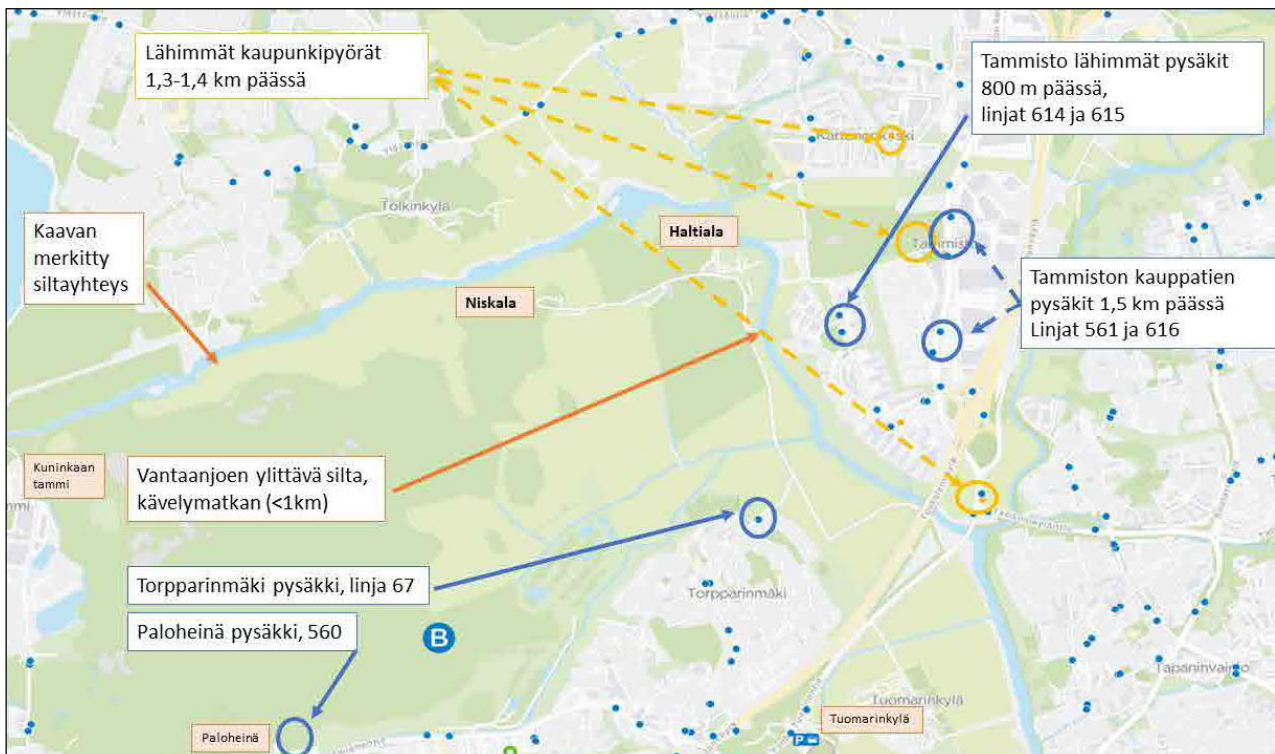 Lähimmät kaupunkipyörät
1,3-1,4 km päässä
Tammisto lähimmät pysäkit
800 m päässä,
linjat 614 ja 615
Kaavan
merkitty
siltayhteys
Tolkinkylä
Haltiala
Niskala
Tammisto
Tammiston kauppatien
pysäkit 1,5 km päässä
Linjat 561 ja 616
Kuninkaan
tammi
Vantaanjoen ylittävä silta,
kävelymatkan (<1km)
Torpparinmäki pysäkki, linja 67
Torpparinmäki
Paloheinä pysäkki, 560
B
Tapaninvainio
Tuomarinkylä
Tuomarinkylä
Paloheinä
P